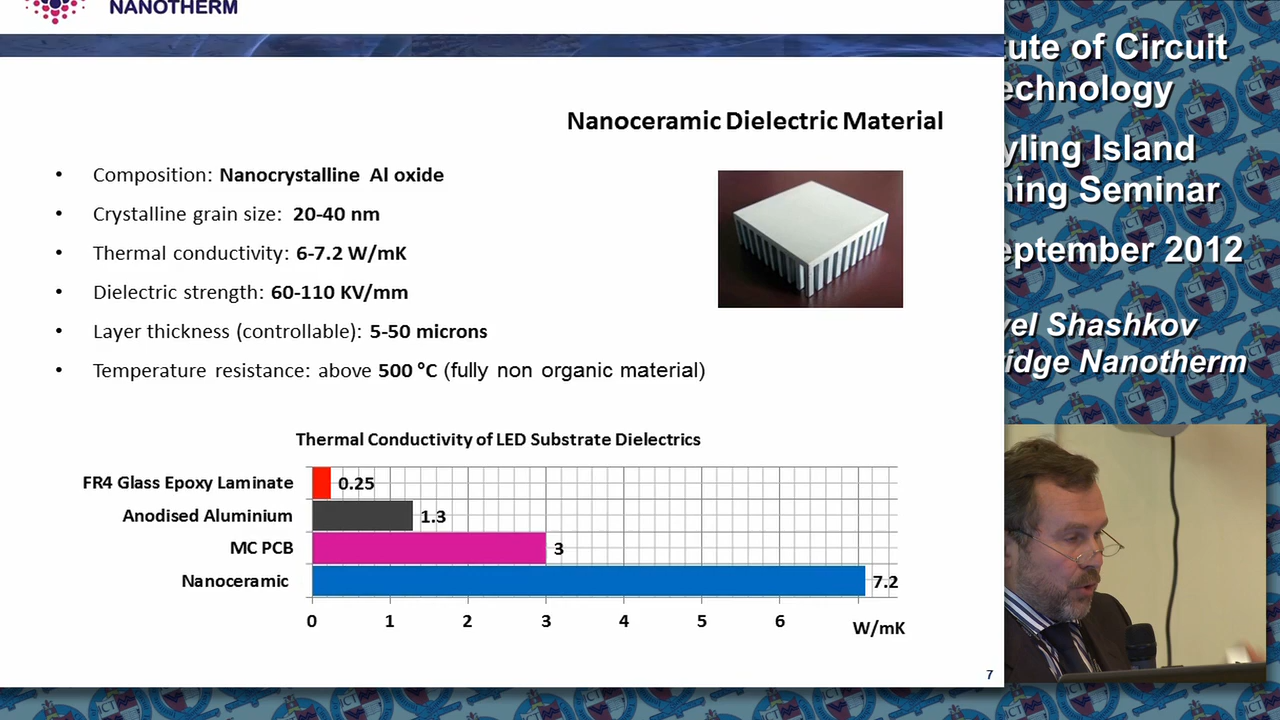 NANOTHERM
Nanoceramic Dielectric Material
• Composition: Nanocrystalline Al oxide
• Crystalline grain size: 20-40 nm
• Thermal conductivity: 6-7.2 W/mK
• Dielectric strength: 60-110 KV/mm
• Layer thickness (controllable): 5-50 microns
• Temperature resistance: above 500 °C (fully non organic material)
Thermal Conductivity of LED Substrate Dielectrics
FR4 Glass Epoxy Laminate 0.25
Anodised Aluminium 1.3
MC PCB 3
Nanoceramic 7.2
0 1 2 3 4 5 6 W/mK
7
tute of Circuit
echnology
yling Island
ning Seminar
eptember 2012
vel Shashkov
idge Nanotherm
ICT